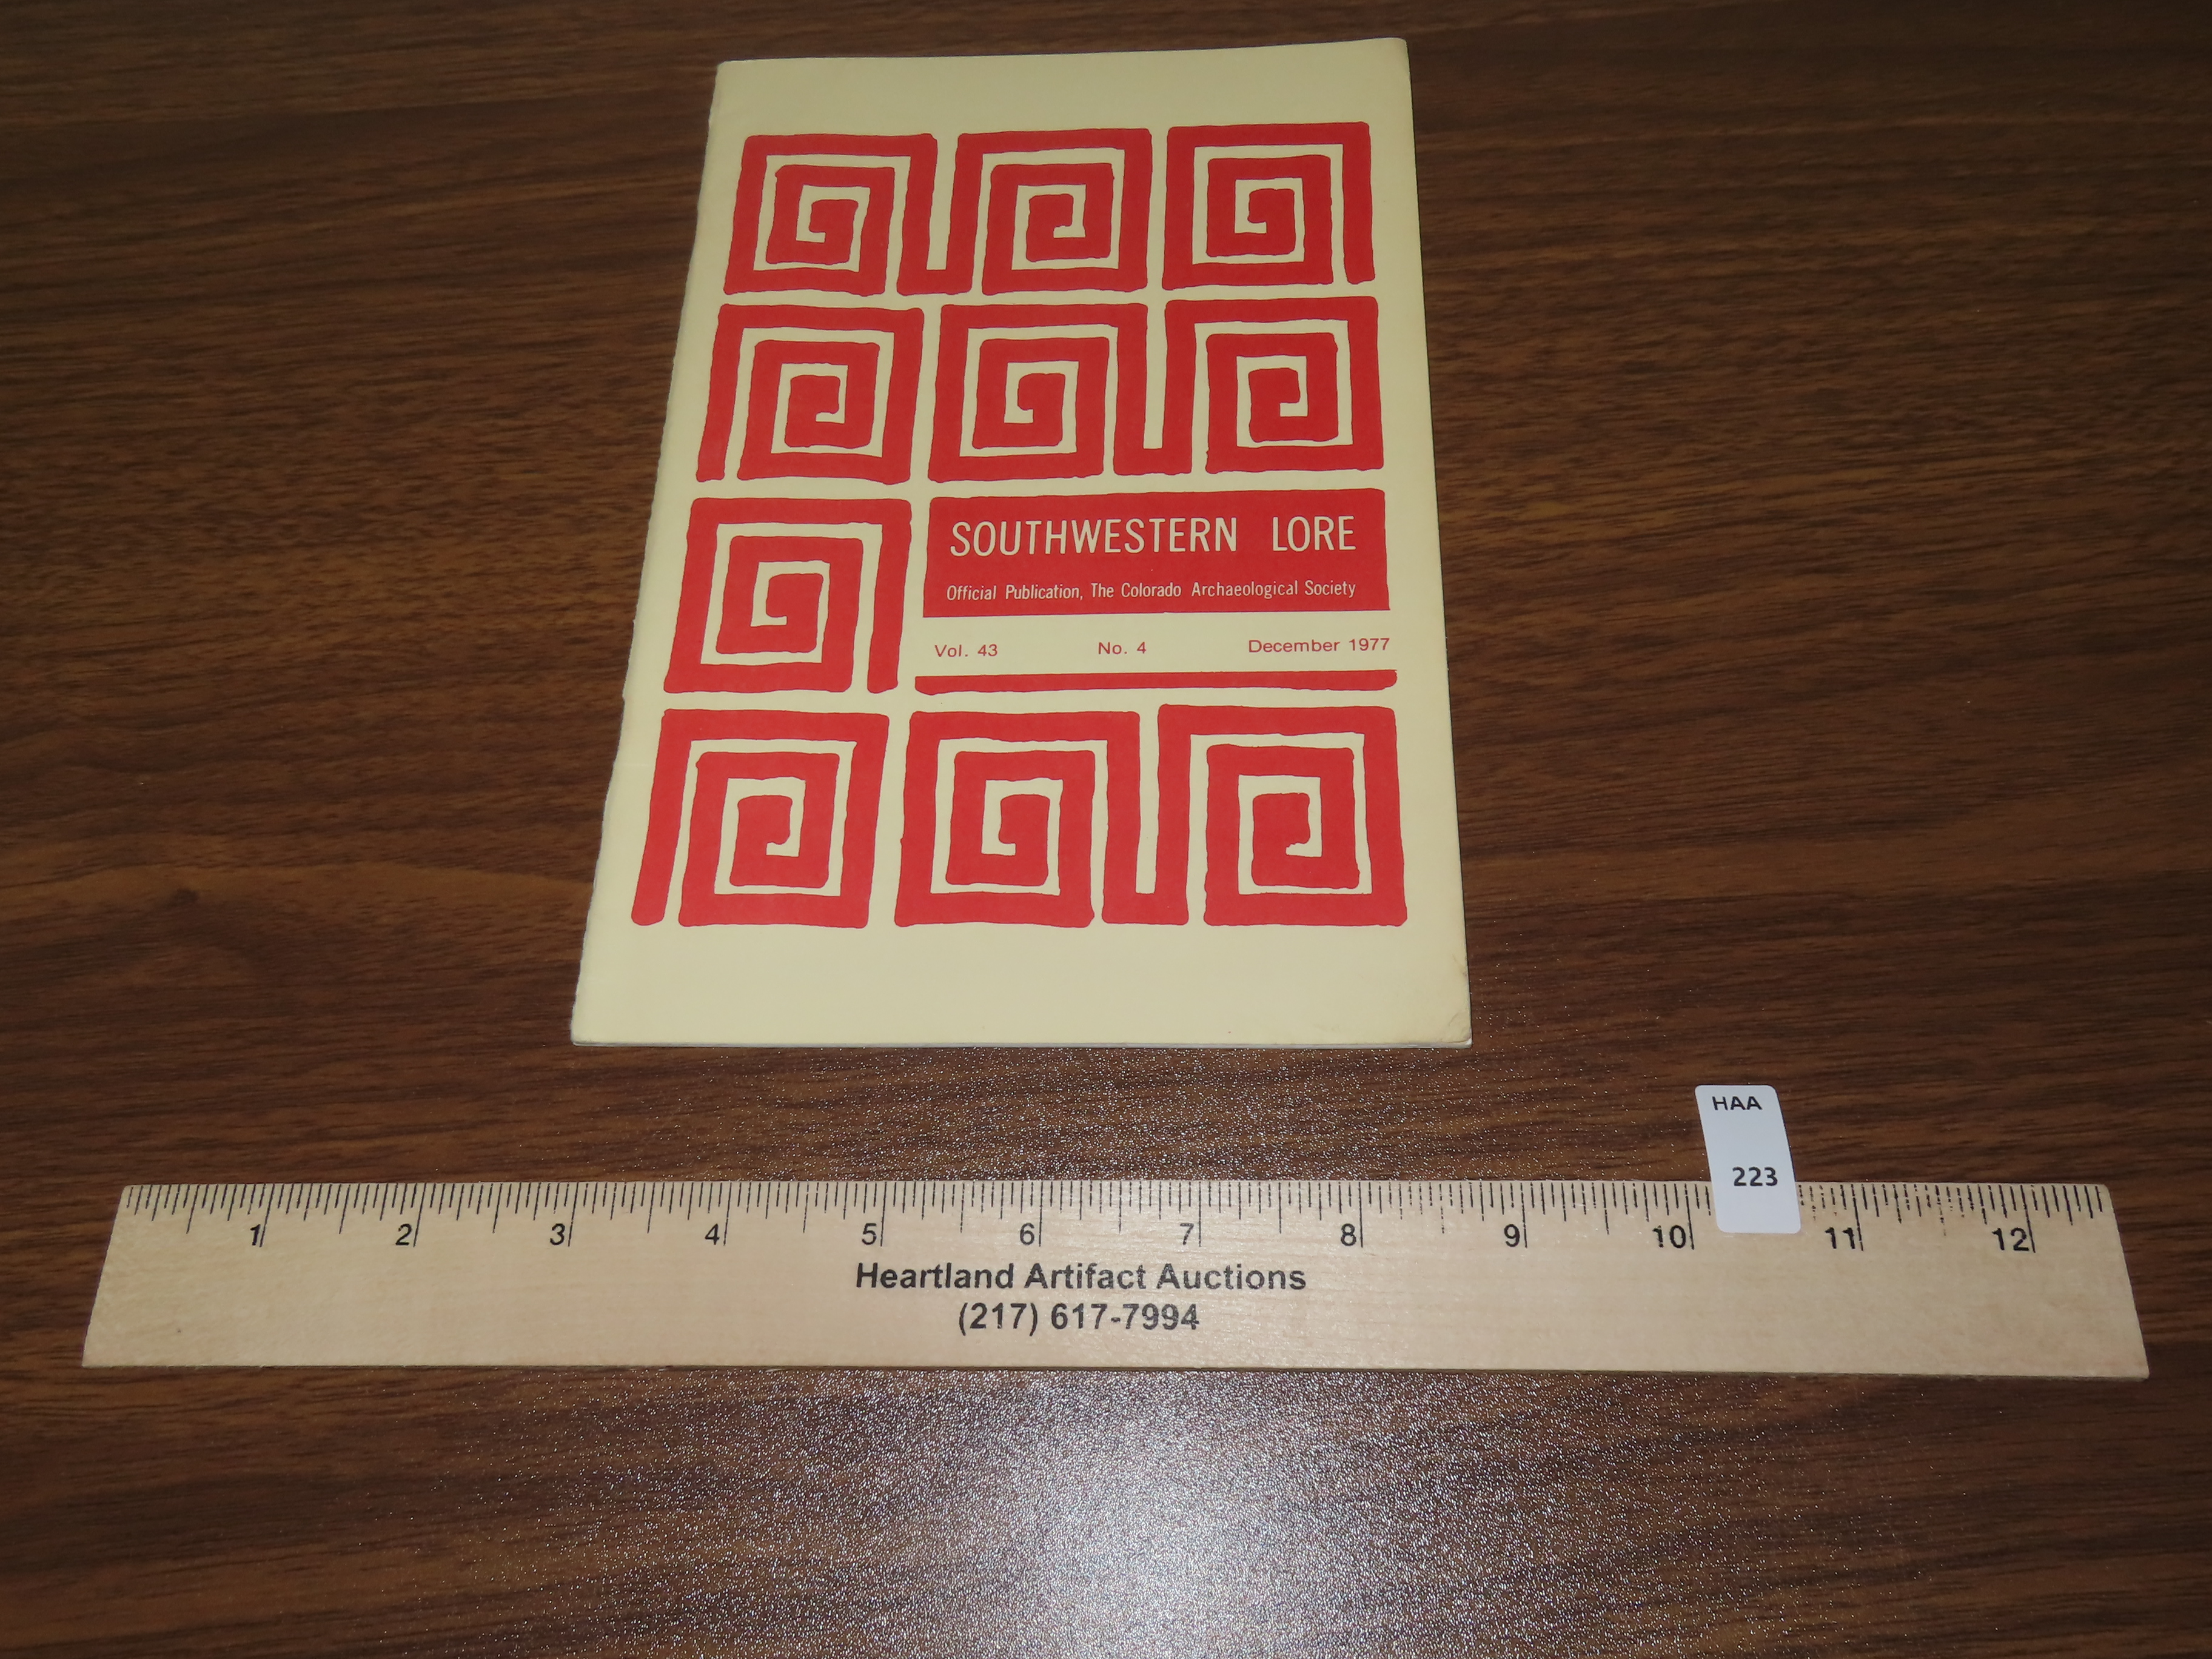 SOUTHWESTERN LORE
Official Publication, The Colorado Archaeological Society
Vol. 43 No. 4 December 1977
HAA
223
1 2 3 4 5 6 7 8 9 10 11 12
Heartland Artifact Auctions
(217) 617-7994